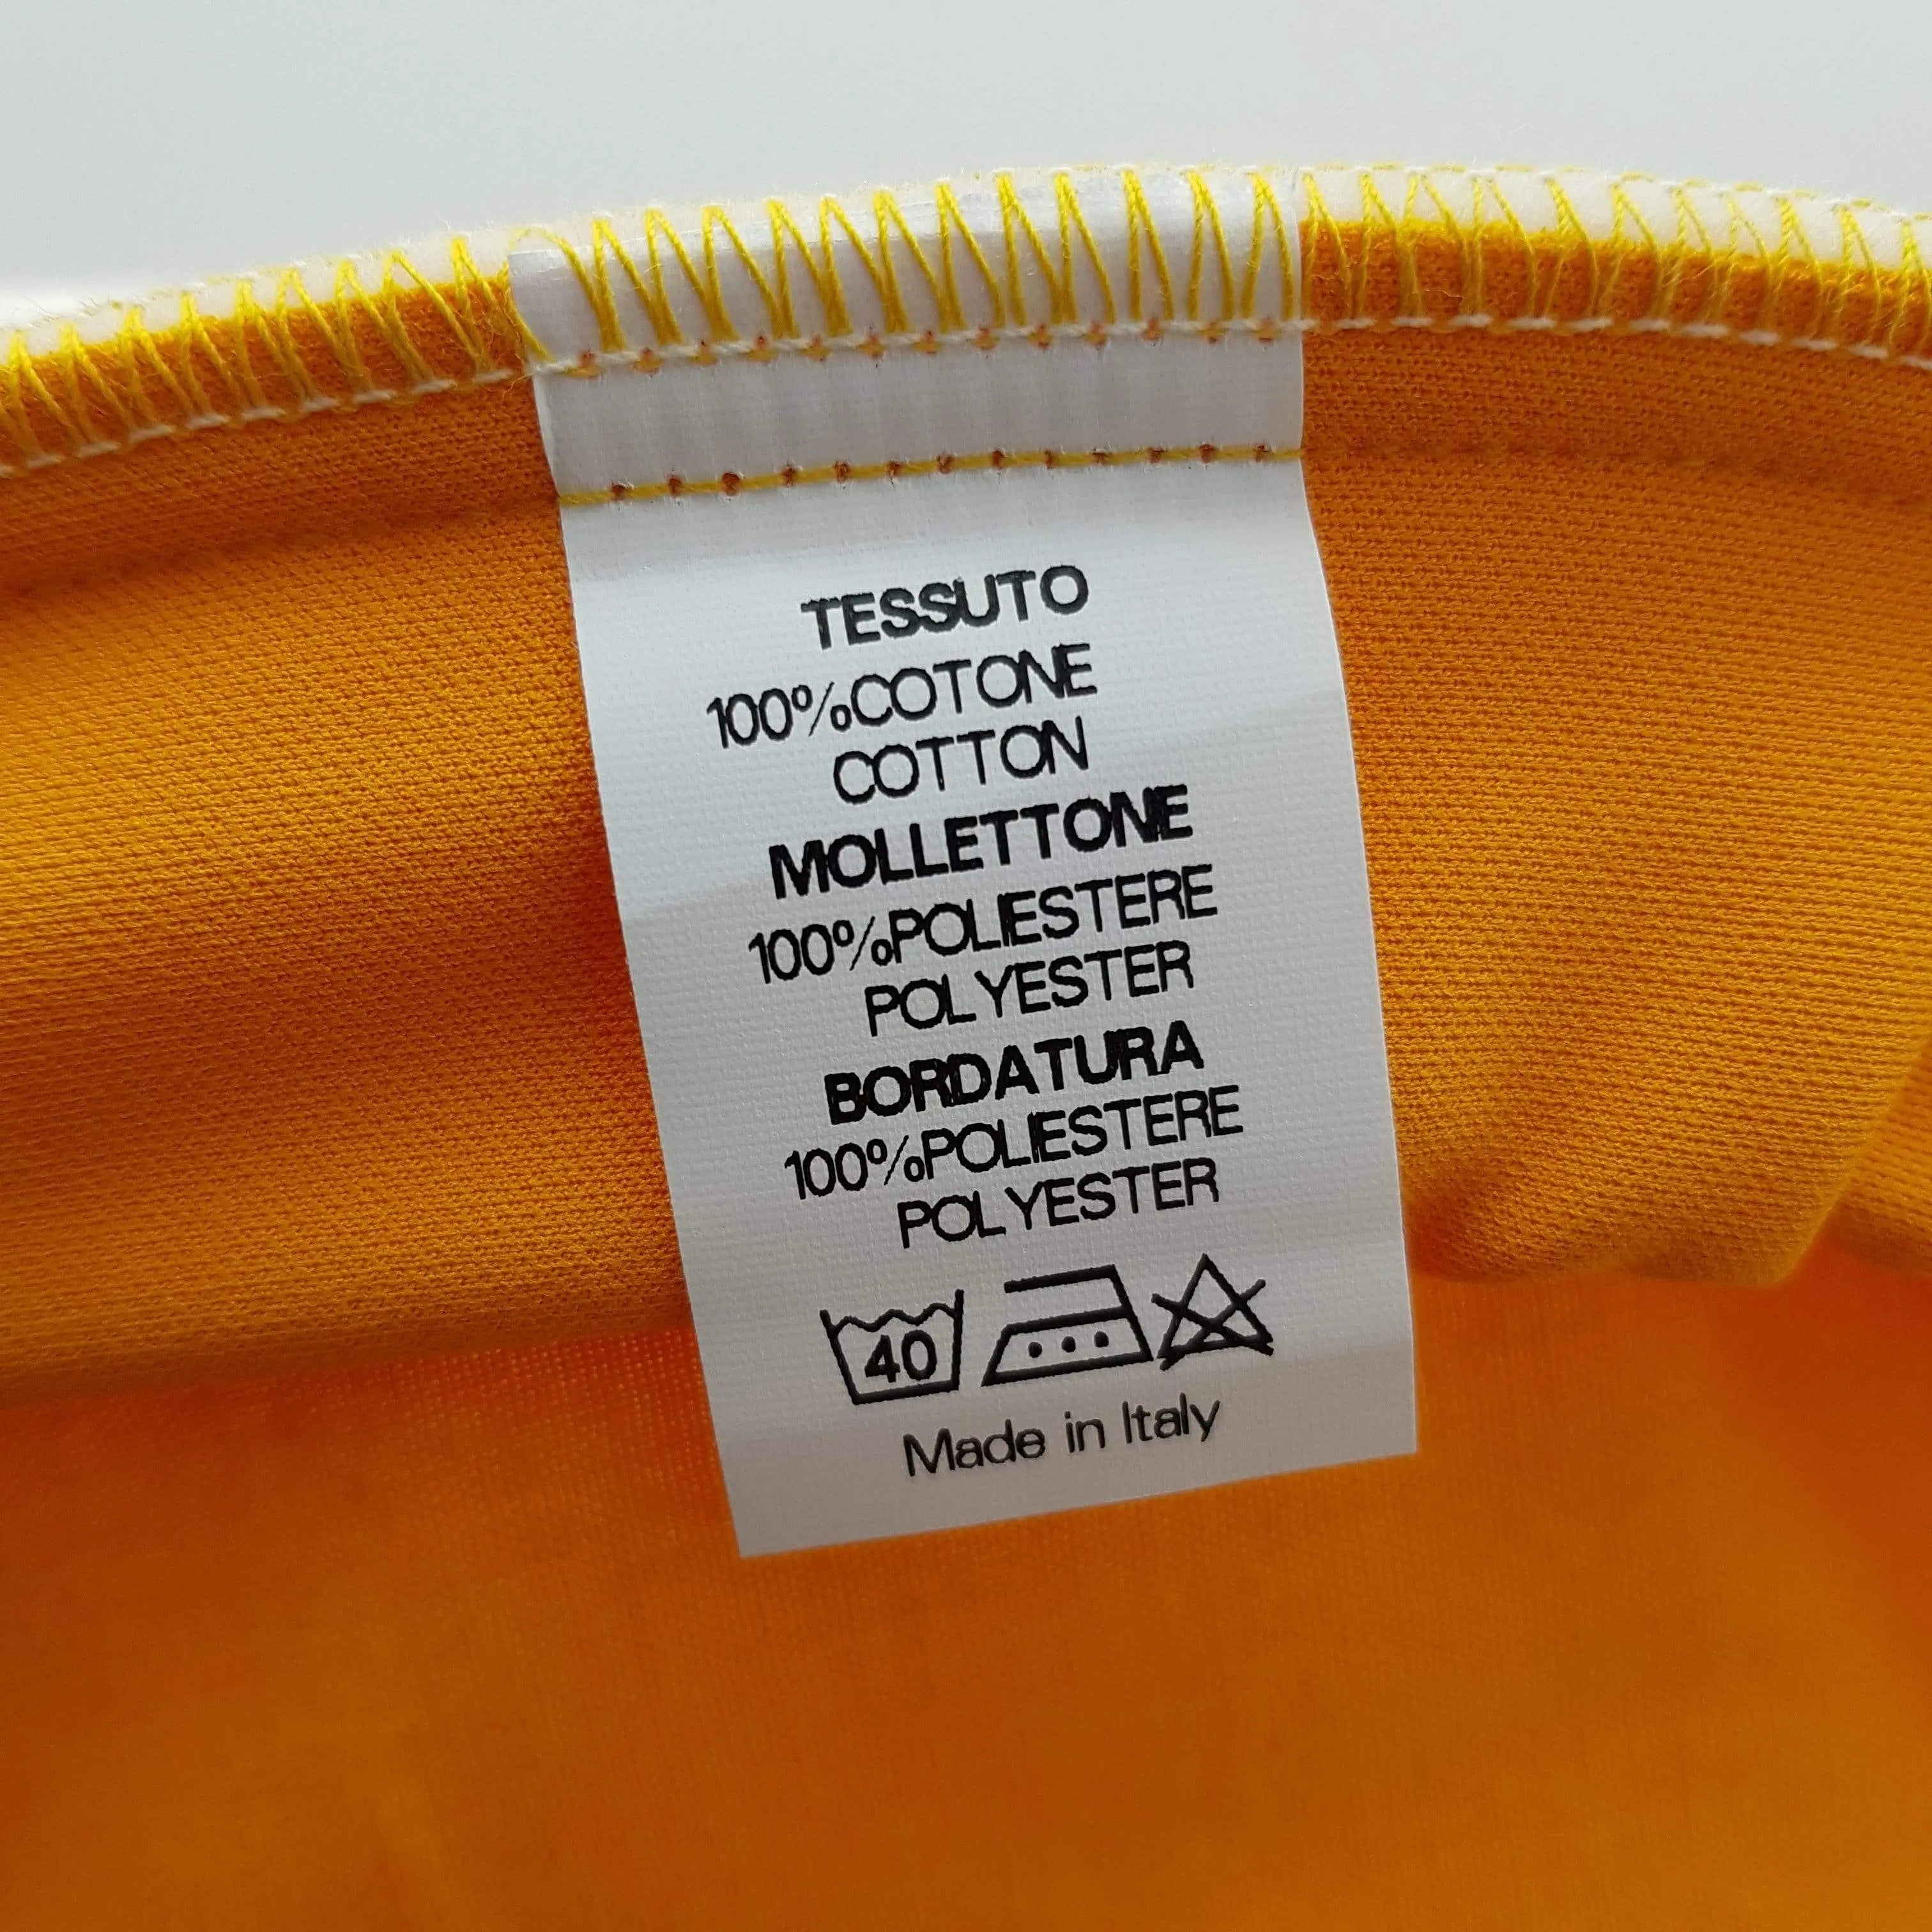 TESSUTO
100%COTONE
COTTON
MOLLETTONE
100%POLIESTERE
POLYESTER
BORDATURA
100%POLIESTERE
POLYESTER
40
Made in Italy